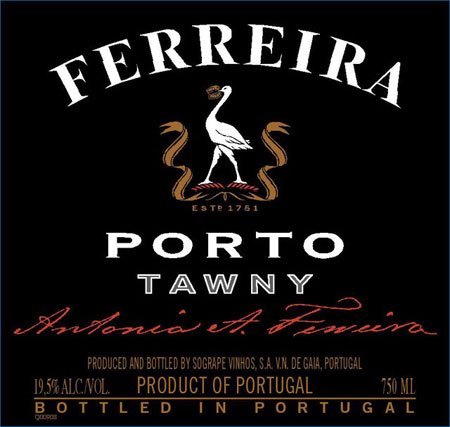 FERREIRA
ESTD 1751
PORTO
TAWNY
Antonia A. Ferreira
PRODUCED AND BOTTLED BY SOGRAPE VINHOS, S.A. V.N. DE GAIA, PORTUGAL
19,5% ALC./VOL. PRODUCT OF PORTUGAL 750 ML
BOTTLED IN PORTUGAL